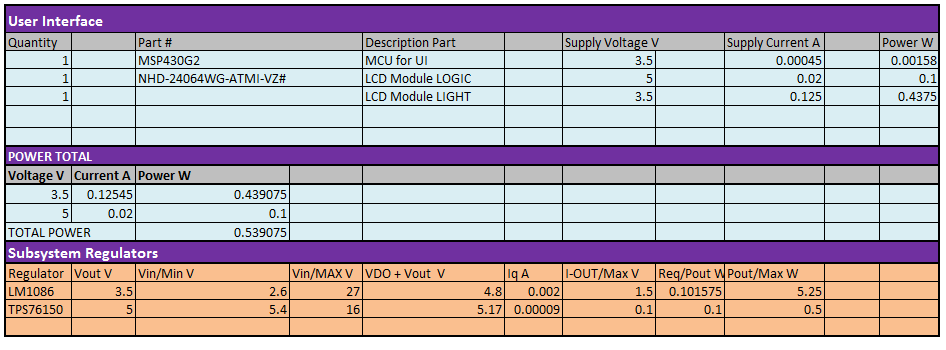 User Interface
Quantity Part # Description Part Supply Voltage V Supply Current A Power W
1 MSP430G2 MCU for UI 3.5 0.00045 0.00158
1 NHD-24064WG-ATMI-VZ# LCD Module LOGIC 5 0.02 0.1
1 LCD Module LIGHT 3.5 0.125 0.4375
POWER TOTAL
Voltage V Current A Power W
3.5 0.12545 0.439075
5 0.02 0.1
TOTAL POWER 0.539075
Subsystem Regulators
Regulator Vout V Vin/Min V Vin/MAX V VDO + Vout V Iq A I-OUT/Max V Req/Pout W Pout/Max W
LM1086 3.5 2.6 27 4.8 0.002 1.5 0.101575 5.25
TPS76150 5 5.4 16 5.17 0.00009 0.1 0.1 0.5